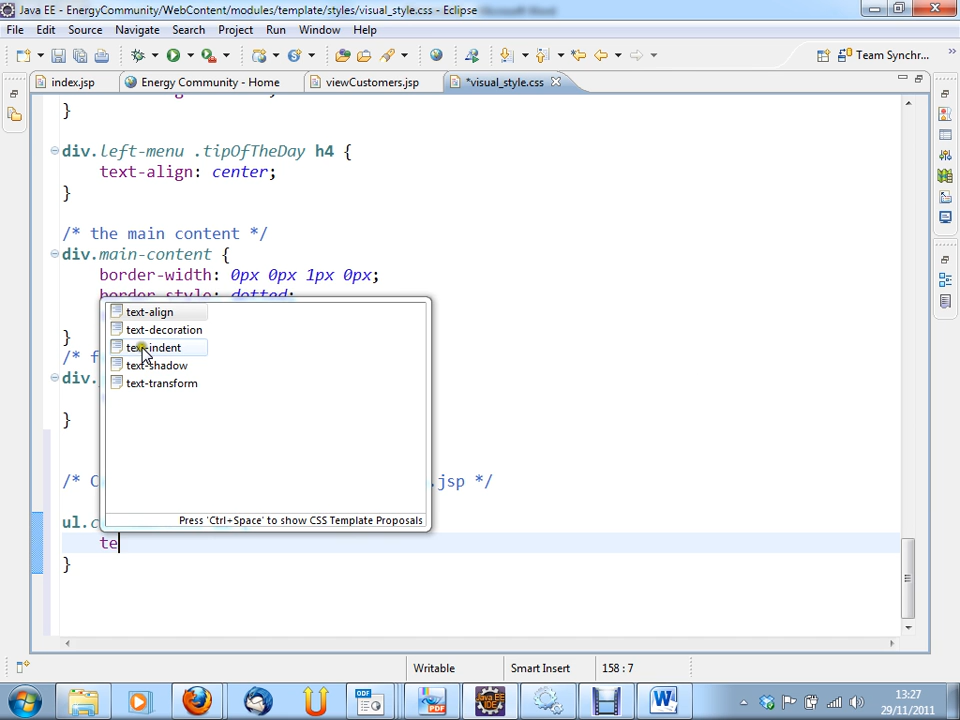 Java EE - EnergyCommunity/WebContent/modules/template/styles/visual_style.css - Eclipse
File Edit Source Navigate Search Project Run Window Help
Team Synchr...
index.jsp Energy Community - Home viewCustomers.jsp *visual_style.css
}
div.left-menu .tipOfTheDay h4 {
text-align: center;
}
/* the main content */
div.main-content {
border-width: 0px 0px 1px 0px;
border-style: dotted;
}
/* f
div.
}
/* C .jsp */
ul.c
te
}
text-align
text-decoration
text-indent
text-shadow
text-transform
Press 'Ctrl+Space' to show CSS Template Proposals
Writable Smart Insert 158 : 7
13:27
29/11/2011